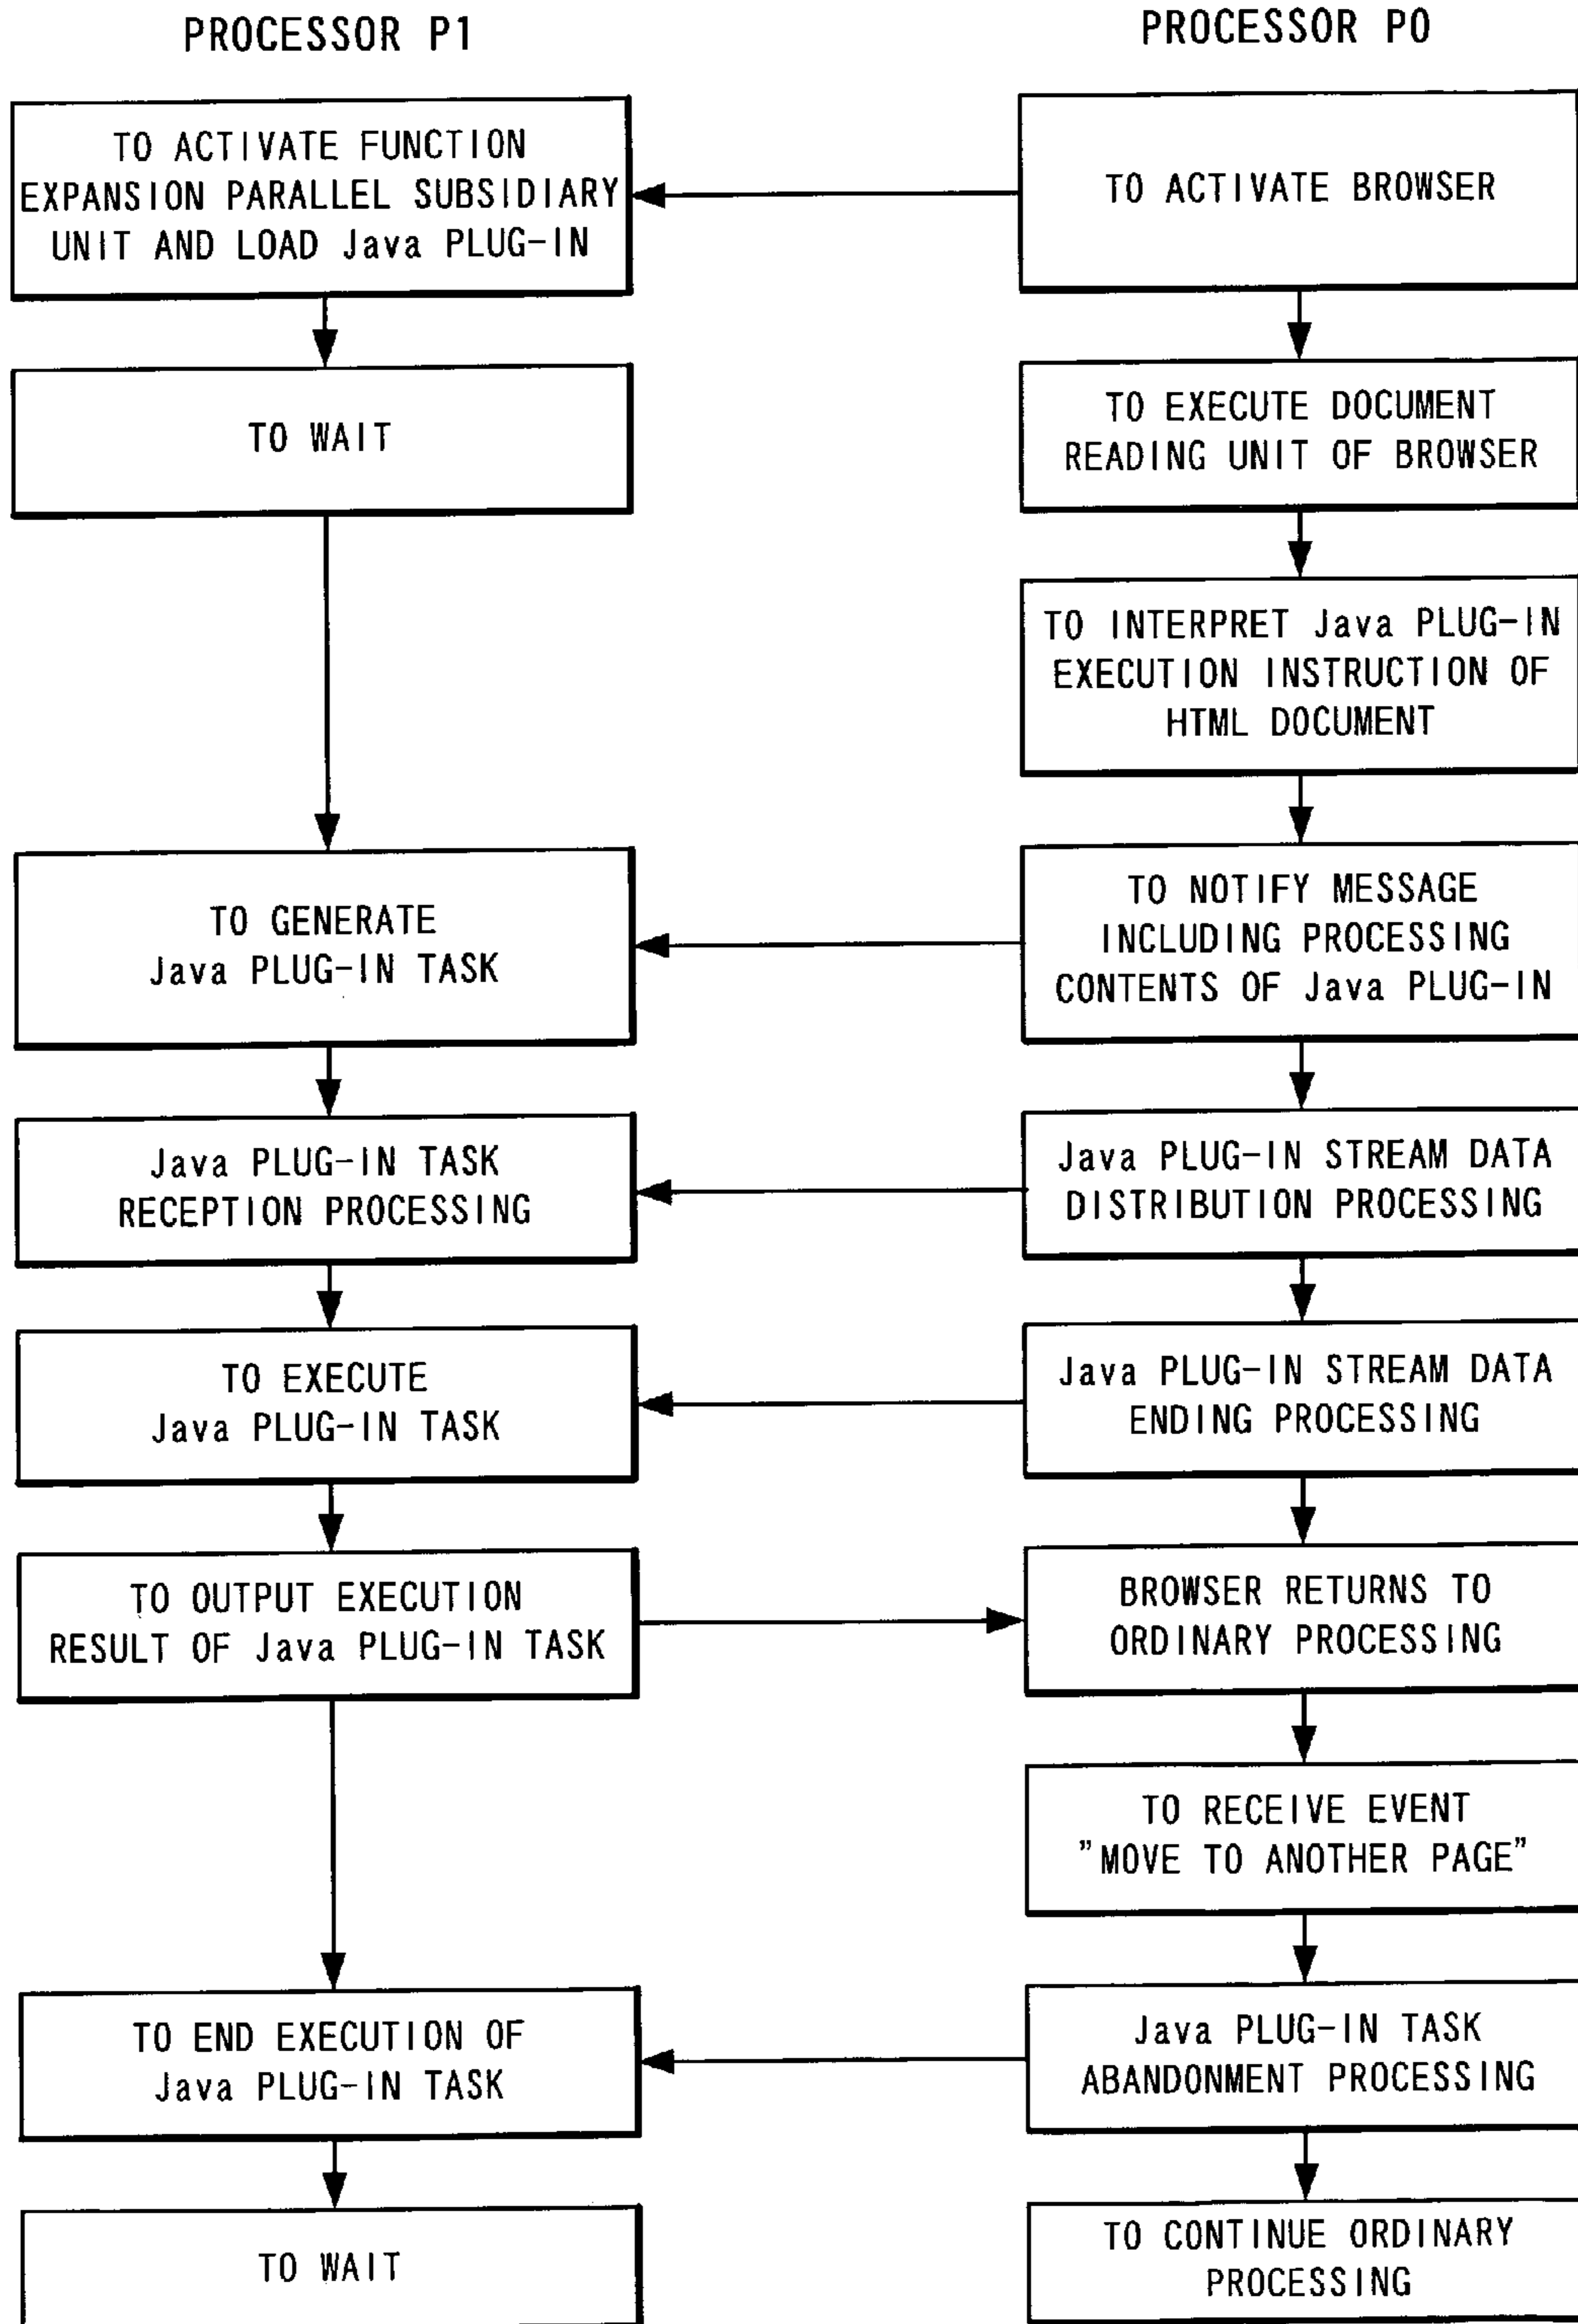 PROCESSOR P1
PROCESSOR P0
TO ACTIVATE FUNCTION
EXPANSION PARALLEL SUBSIDIARY
UNIT AND LOAD Java PLUG-IN
TO ACTIVATE BROWSER
TO WAIT
TO EXECUTE DOCUMENT
READING UNIT OF BROWSER
TO INTERPRET Java PLUG-IN
EXECUTION INSTRUCTION OF
HTML DOCUMENT
TO GENERATE
Java PLUG-IN TASK
TO NOTIFY MESSAGE
INCLUDING PROCESSING
CONTENTS OF Java PLUG-IN
Java PLUG-IN TASK
RECEPTION PROCESSING
Java PLUG-IN STREAM DATA
DISTRIBUTION PROCESSING
TO EXECUTE
Java PLUG-IN TASK
Java PLUG-IN STREAM DATA
ENDING PROCESSING
TO OUTPUT EXECUTION
RESULT OF Java PLUG-IN TASK
BROWSER RETURNS TO
ORDINARY PROCESSING
TO RECEIVE EVENT
"MOVE TO ANOTHER PAGE"
TO END EXECUTION OF
Java PLUG-IN TASK
Java PLUG-IN TASK
ABANDONMENT PROCESSING
TO WAIT
TO CONTINUE ORDINARY
PROCESSING